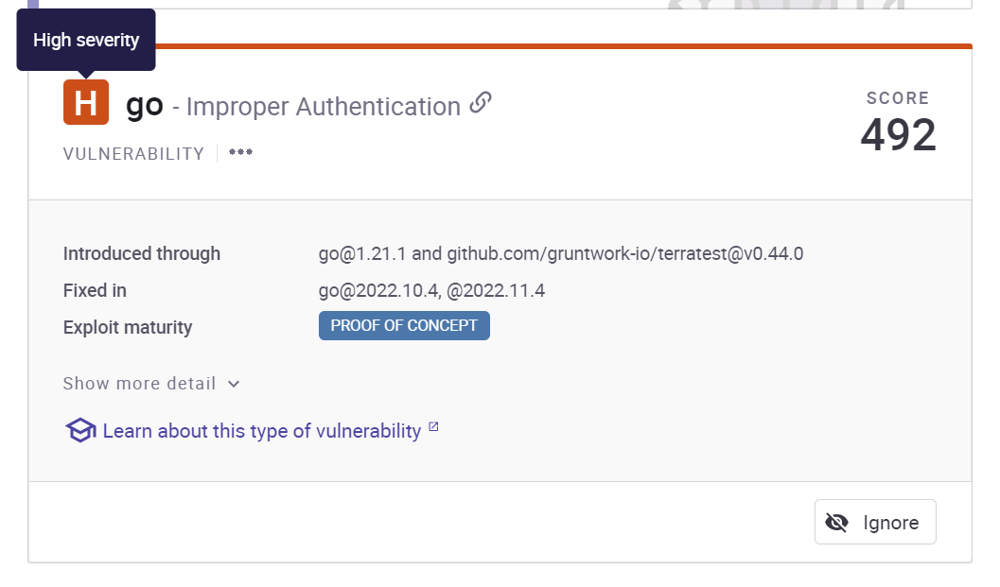 High severity
H go - Improper Authentication
SCORE
492
VULNERABILITY
Introduced through go@1.21.1 and github.com/gruntwork-io/terratest@v0.44.0
Fixed in go@2022.10.4, @2022.11.4
Exploit maturity PROOF OF CONCEPT
Show more detail
Learn about this type of vulnerability
Ignore